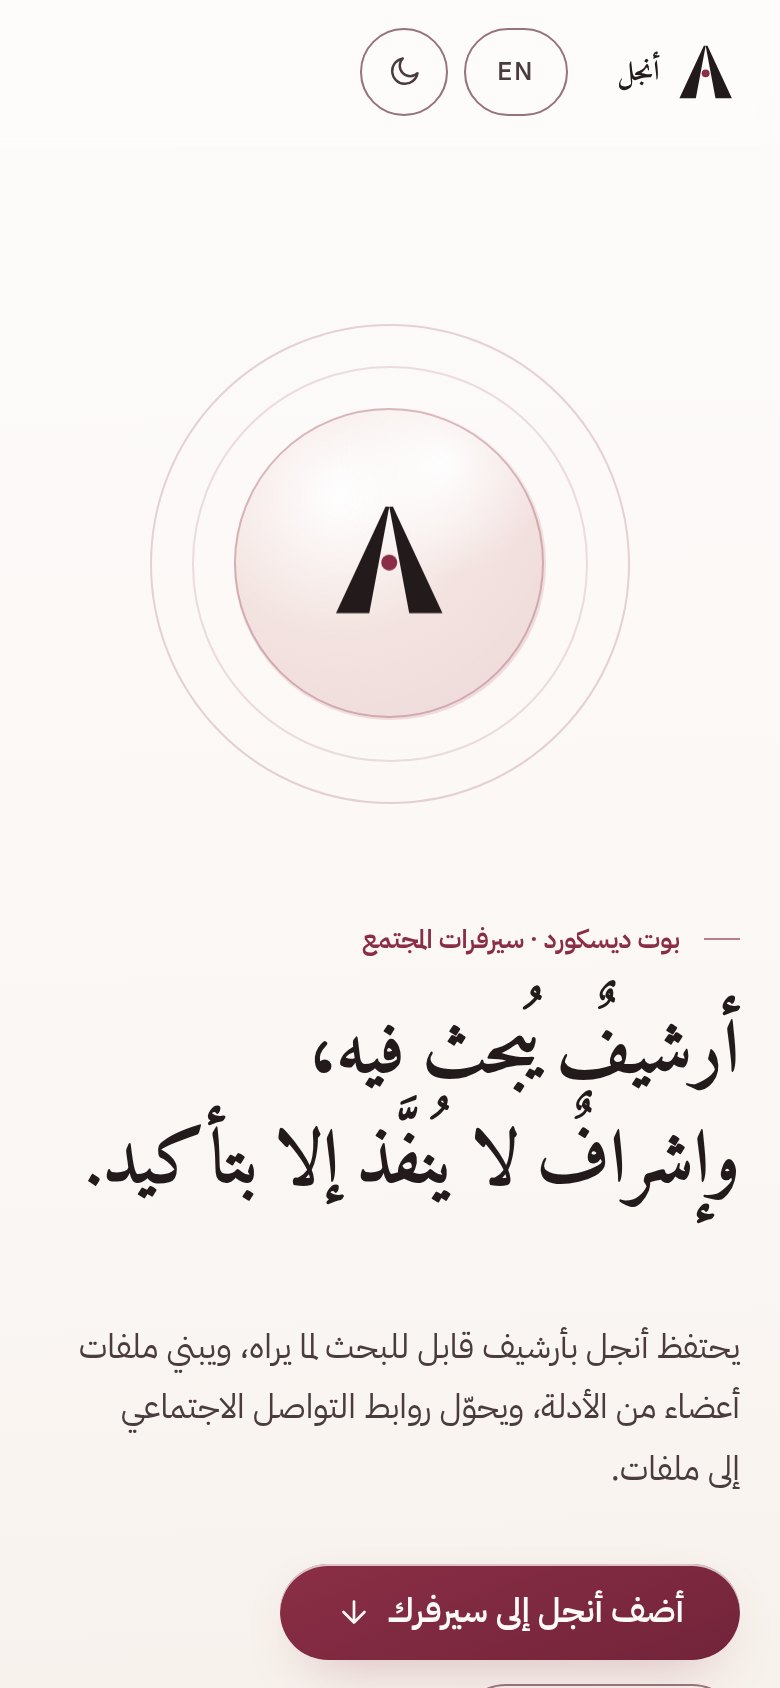 أنجل
EN
بوت ديسكورد · سيرفرات المجتمع
أرشيفٌ يُبحث فيه،
وإشرافٌ لا يُنفَّذ إلا بتأكيد.
يحتفظ أنجل بأرشيف قابل للبحث لما يراه، ويبني ملفات
أعضاء من الأدلة، ويحوّل روابط التواصل الاجتماعي
إلى ملفات.
أضف أنجل إلى سيرفرك